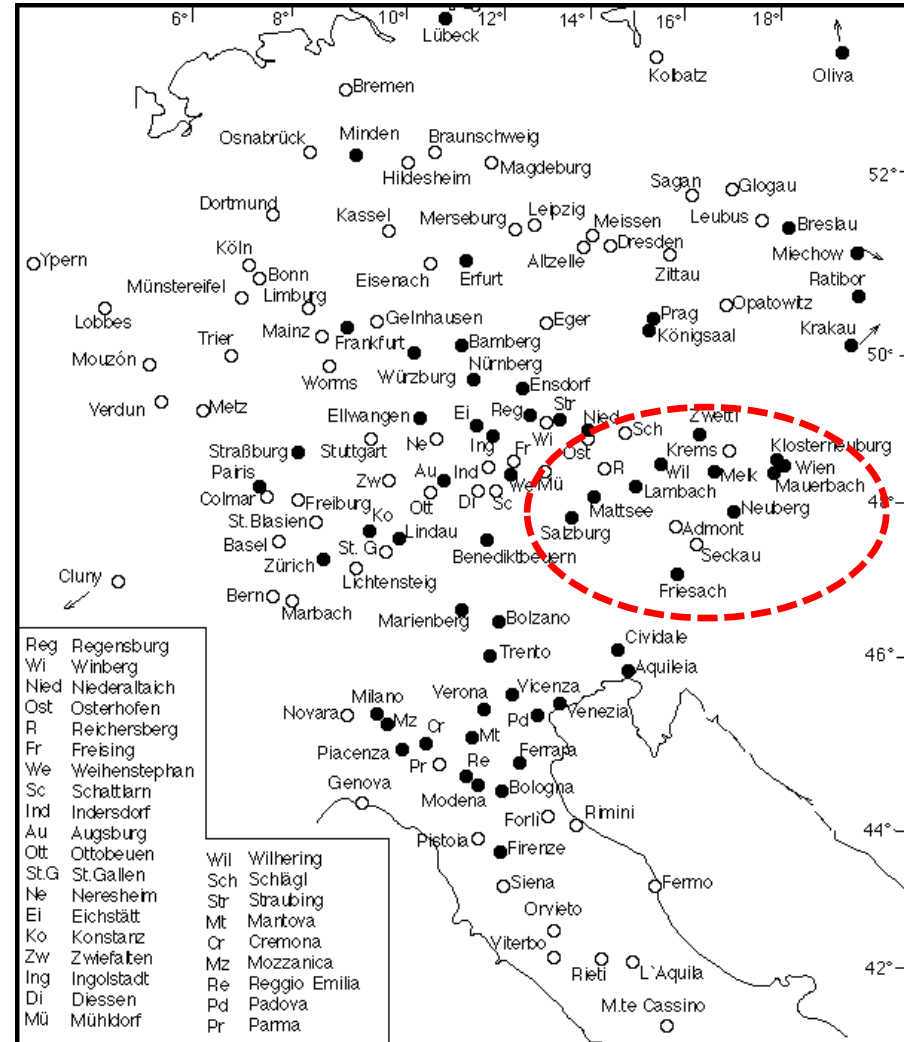 6° 8° 10° 12° 14° 16° 18°
Lübeck
Kolbatz
Oliva
Bremen
Osnabrück
Minden
Braunschweig
Hildesheim
Magdeburg
52°
Sagan
Glogau
Dortmund
Kassel
Merseburg
Leipzig
Meissen
Leubus
Breslau
Ypern
Köln
Bonn
Eisenach
Erfurt
Altzelle
Dresden
Zittau
Miechow
Münstereifel
Limburg
Ratibor
Lobbes
Gelnhausen
Eger
Prag
Opatowitz
Trier
Mainz
Frankfurt
Königsaal
Krakau
Mouzón
Bamberg
50°
Worms
Würzburg
Nürnberg
Verdun
Metz
Ensdorf
Ellwangen
Ei
Reg
Str
Nied
Zwettl
Straßburg
Stuttgart
Ne
Ing
Wi
Ost
Sch
Krems
Klosterneuburg
Pairis
Zw
Au
Ind
Fr
R
Wil
Melk
Wien
Colmar
Freiburg
Ott
Di
Sc
We
Mü
Lambach
Mauerbach
48°
St.Blasien
Ko
Mattsee
Neuberg
Basel
Lindau
Salzburg
Admont
Zürich
St. G
Benediktbeuern
Seckau
Cluny
Lichtensteig
Friesach
Bern
Marbach
Marienberg
Bolzano
Cividale
46°
Trento
Aquileia
Milano
Verona
Vicenza
Novara
Mz
Cr
Pd
Venezia
Piacenza
Mt
Pr
Re
Ferrara
Genova
Modena
Bologna
Forlì
Rimini
44°
Pistoia
Firenze
Siena
Fermo
Orvieto
Viterbo
Rieti
L`Aquila
42°
M.te Cassino
Reg Regensburg
Wi Winberg
Nied Niederaltaich
Ost Osterhofen
R Reichersberg
Fr Freising
We Weihenstephan
Sc Schattlarn
Ind Indersdorf
Au Augsburg
Ott Ottobeuen
St.G St.Gallen
Ne Neresheim
Ei Eichstätt
Ko Konstanz
Zw Zwiefalten
Ing Ingolstadt
Di Diessen
Mü Mühldorf
Wil Wilhering
Sch Schlägl
Str Straubing
Mt Mantova
Cr Cremona
Mz Mozzanica
Re Reggio Emilia
Pd Padova
Pr Parma